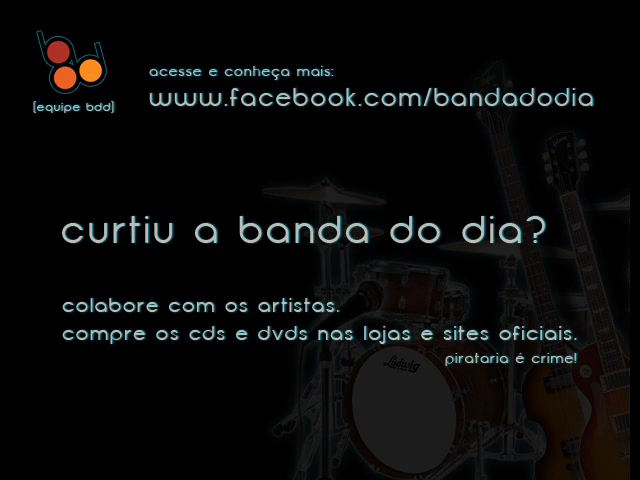 acesse e conheça mais:
www.facebook.com/bandadodia
[equipe bdd]
curtiu a banda do dia?
colabore com os artistas.
compre os cds e dvds nas lojas e sites oficiais.
pirataria é crime!
Ludwig